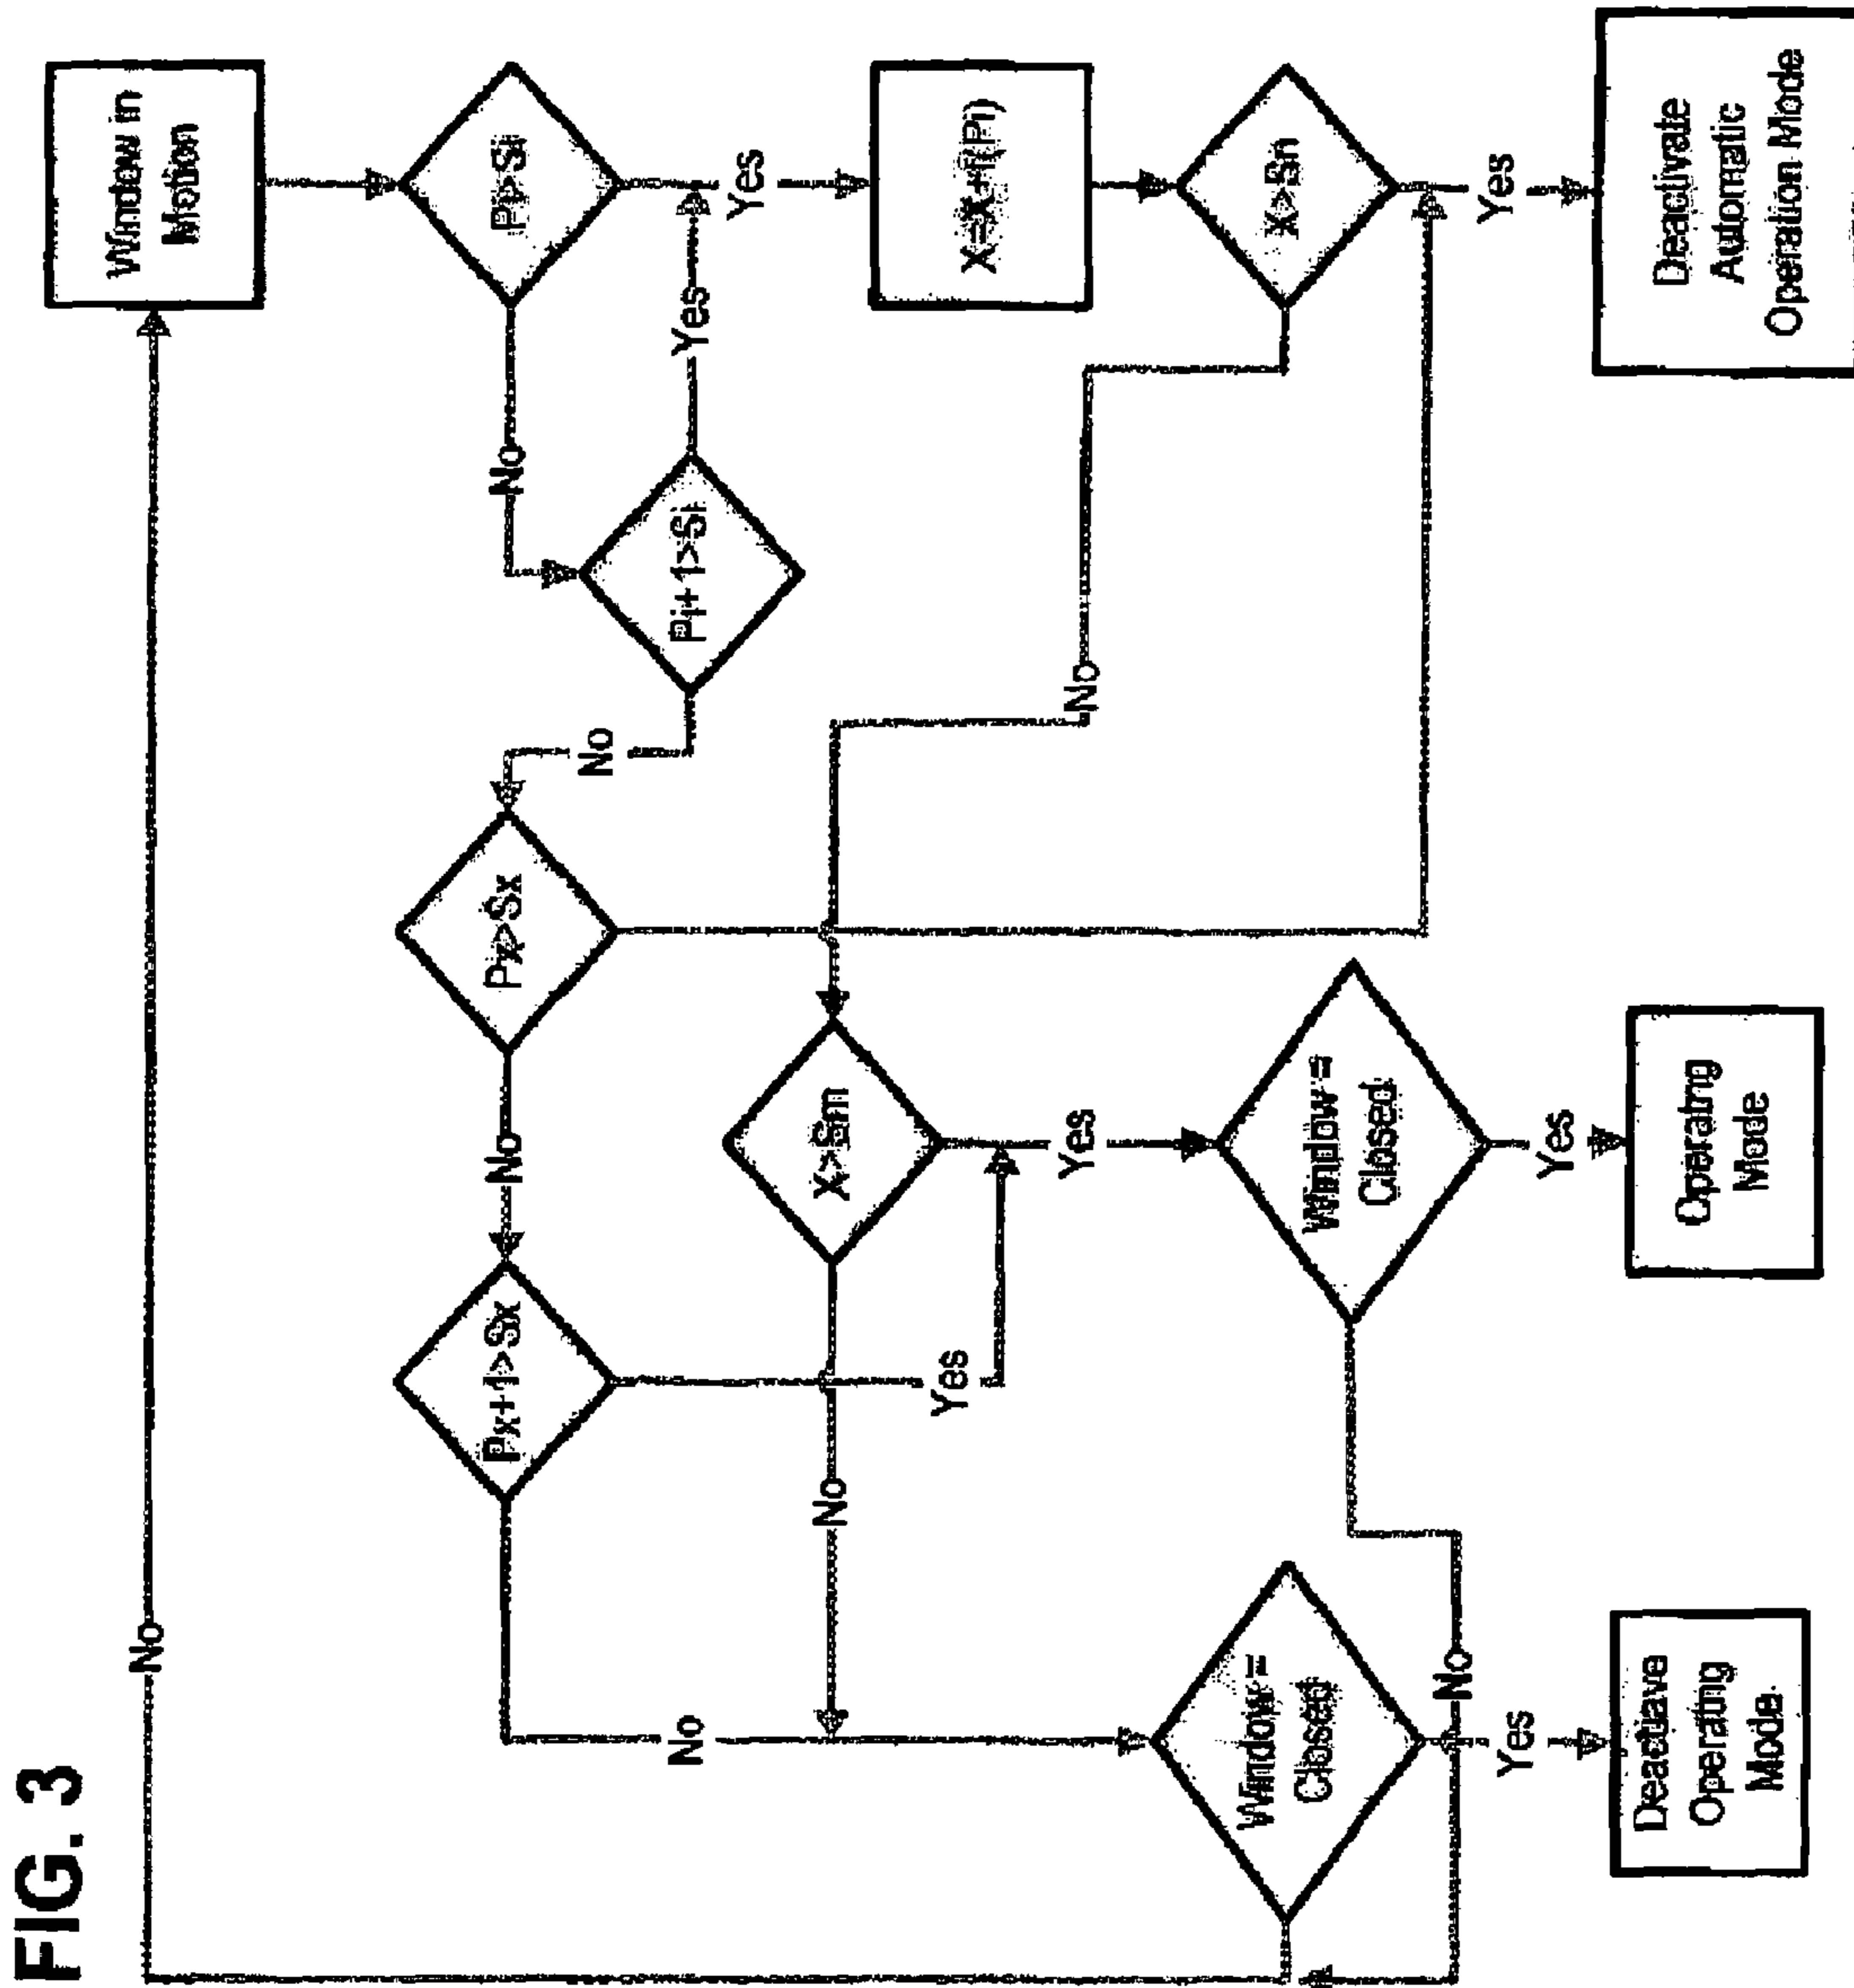 FIG. 3
Window in
Motion
Pi>Si
No
Yes
Pi+1>Si
No
Yes
X=X+f(Pi)
X>Sn
No
Yes
Deactivate
Automatic
Operation Mode
Px>Sx
No
Px+1>Sx
Yes
No
X>Sm
No
Yes
Window =
Closed
No
Yes
Operating
Mode
Window =
Closed
No
Yes
Operating
Mode